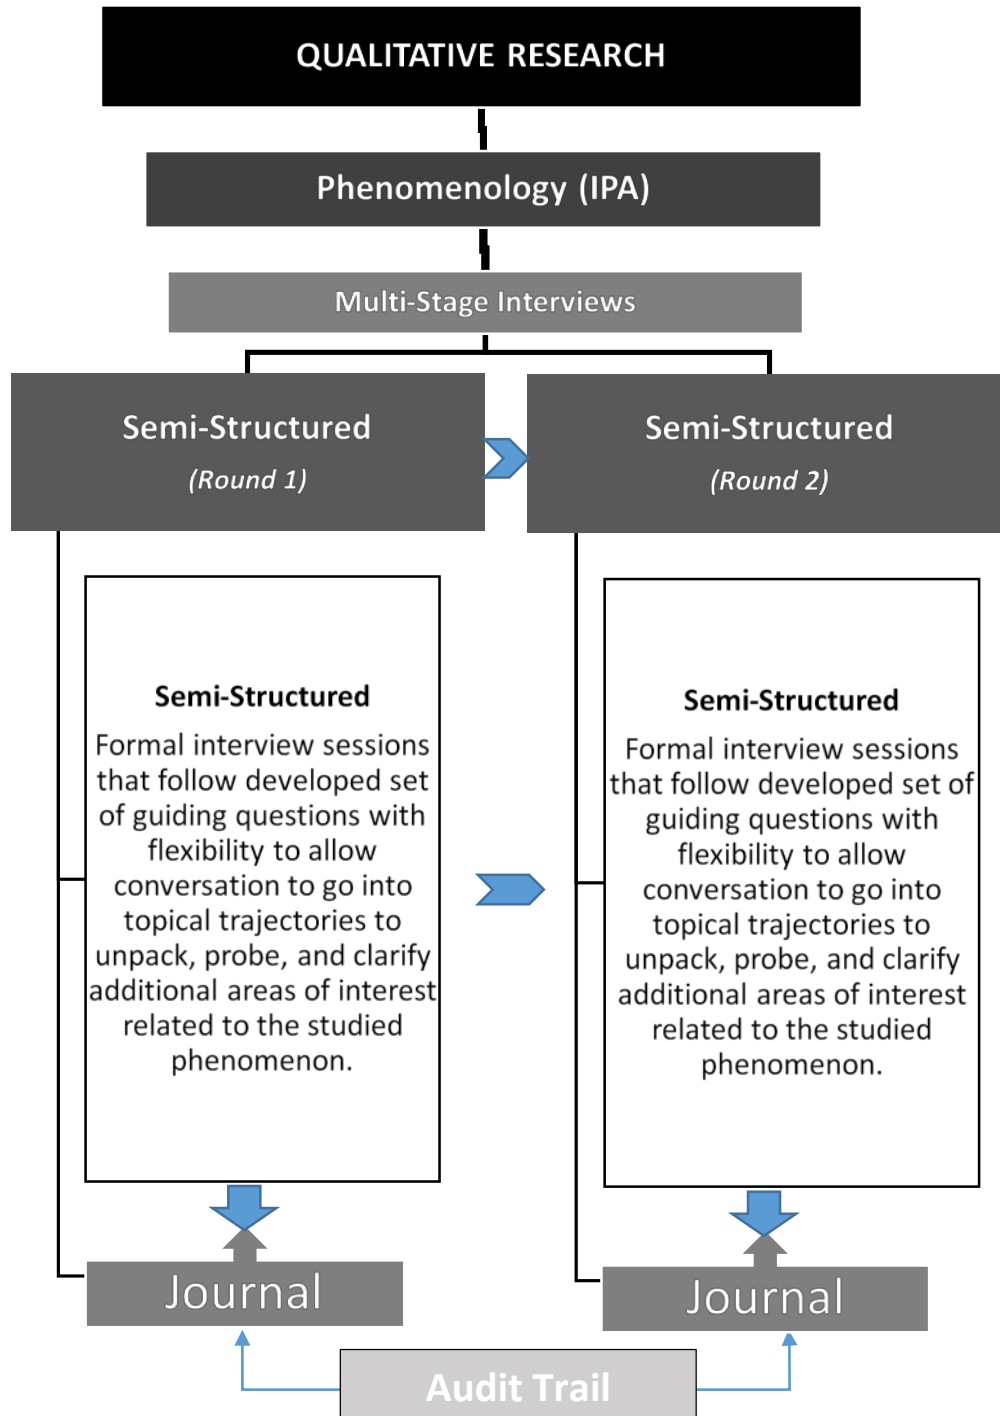 QUALITATIVE RESEARCH
Phenomenology (IPA)
Multi-Stage Interviews
Semi-Structured
(Round 1)
Semi-Structured
(Round 2)
Semi-Structured
Formal interview sessions
that follow developed set
of guiding questions with
flexibility to allow
conversation to go into
topical trajectories to
unpack, probe, and clarify
additional areas of interest
related to the studied
phenomenon.
Semi-Structured
Formal interview sessions
that follow developed set of
guiding questions with
flexibility to allow
conversation to go into
topical trajectories to
unpack, probe, and clarify
additional areas of interest
related to the studied
phenomenon.
Journal
Journal
Audit Trail